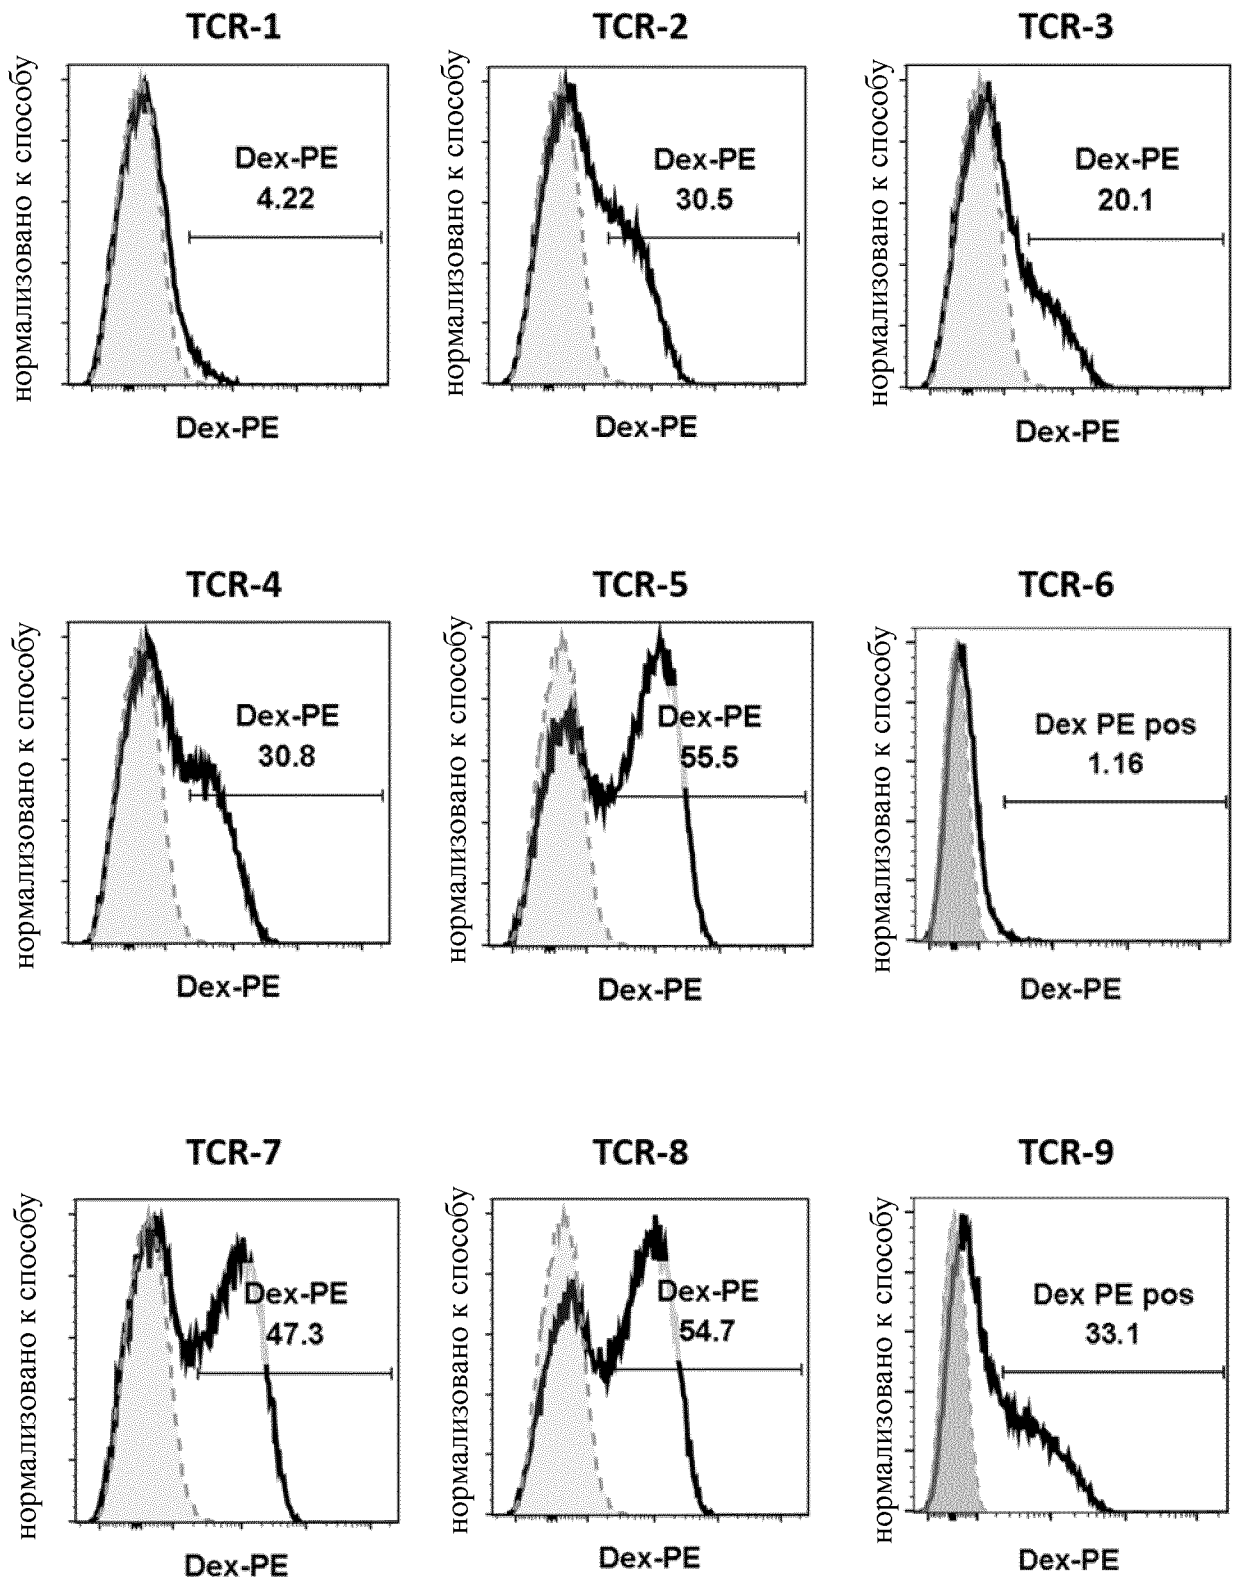 TCR-1
нормализовано к способу
Dex-PE
4.22
Dex-PE
TCR-2
нормализовано к способу
Dex-PE
30.5
Dex-PE
TCR-3
нормализовано к способу
Dex-PE
20.1
Dex-PE
TCR-4
нормализовано к способу
Dex-PE
30.8
Dex-PE
TCR-5
нормализовано к способу
Dex-PE
55.5
Dex-PE
TCR-6
нормализовано к способу
Dex PE pos
1.16
Dex-PE
TCR-7
нормализовано к способу
Dex-PE
47.3
Dex-PE
TCR-8
нормализовано к способу
Dex-PE
54.7
Dex-PE
TCR-9
нормализовано к способу
Dex PE pos
33.1
Dex-PE